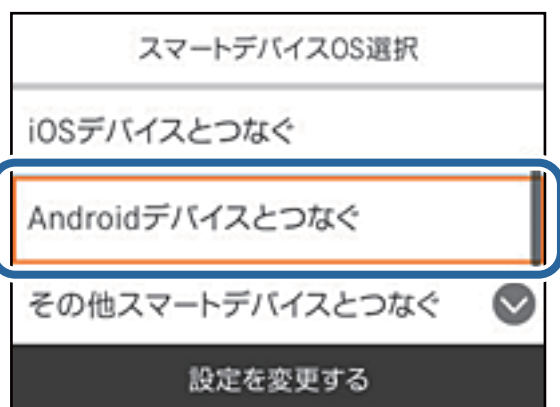 スマートデバイスOS選択
iOSデバイスとつなぐ
Androidデバイスとつなぐ
その他スマートデバイスとつなぐ
設定を変更する